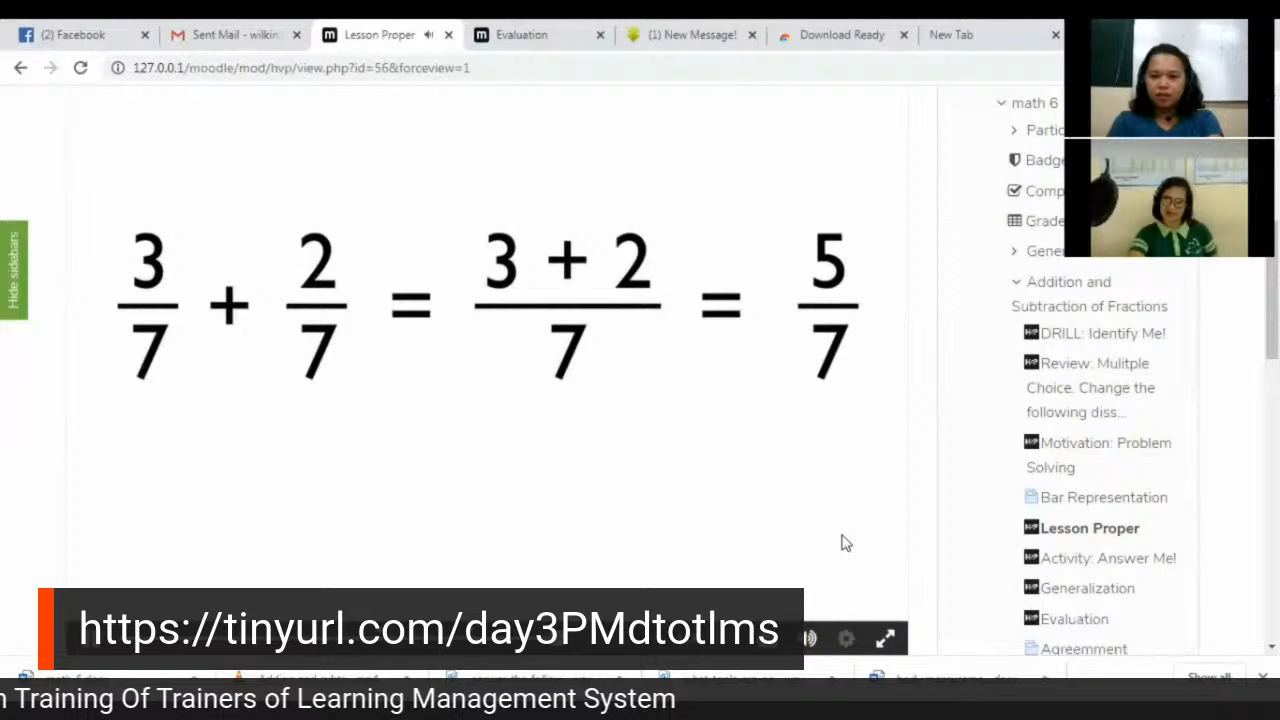 (2) Facebook
Sent Mail - wilkin
Lesson Proper
Evaluation
(1) New Message!
Download Ready
New Tab
127.0.0.1/moodle/mod/hvp/view.php?id=56&forceview=1
Hide sidebars
3/7 + 2/7 = (3 + 2)/7 = 5/7
math 6
Partic
Badge
Comp
Grade
Gener
Addition and
Subtraction of Fractions
DRILL: Identify Me!
Review: Mulitple
Choice. Change the
following diss...
Motivation: Problem
Solving
Bar Representation
Lesson Proper
Activity: Answer Me!
Generalization
Evaluation
Agreemment
https://tinyurl.com/day3PMdtotlms
Show all
n Training Of Trainers of Learning Management System